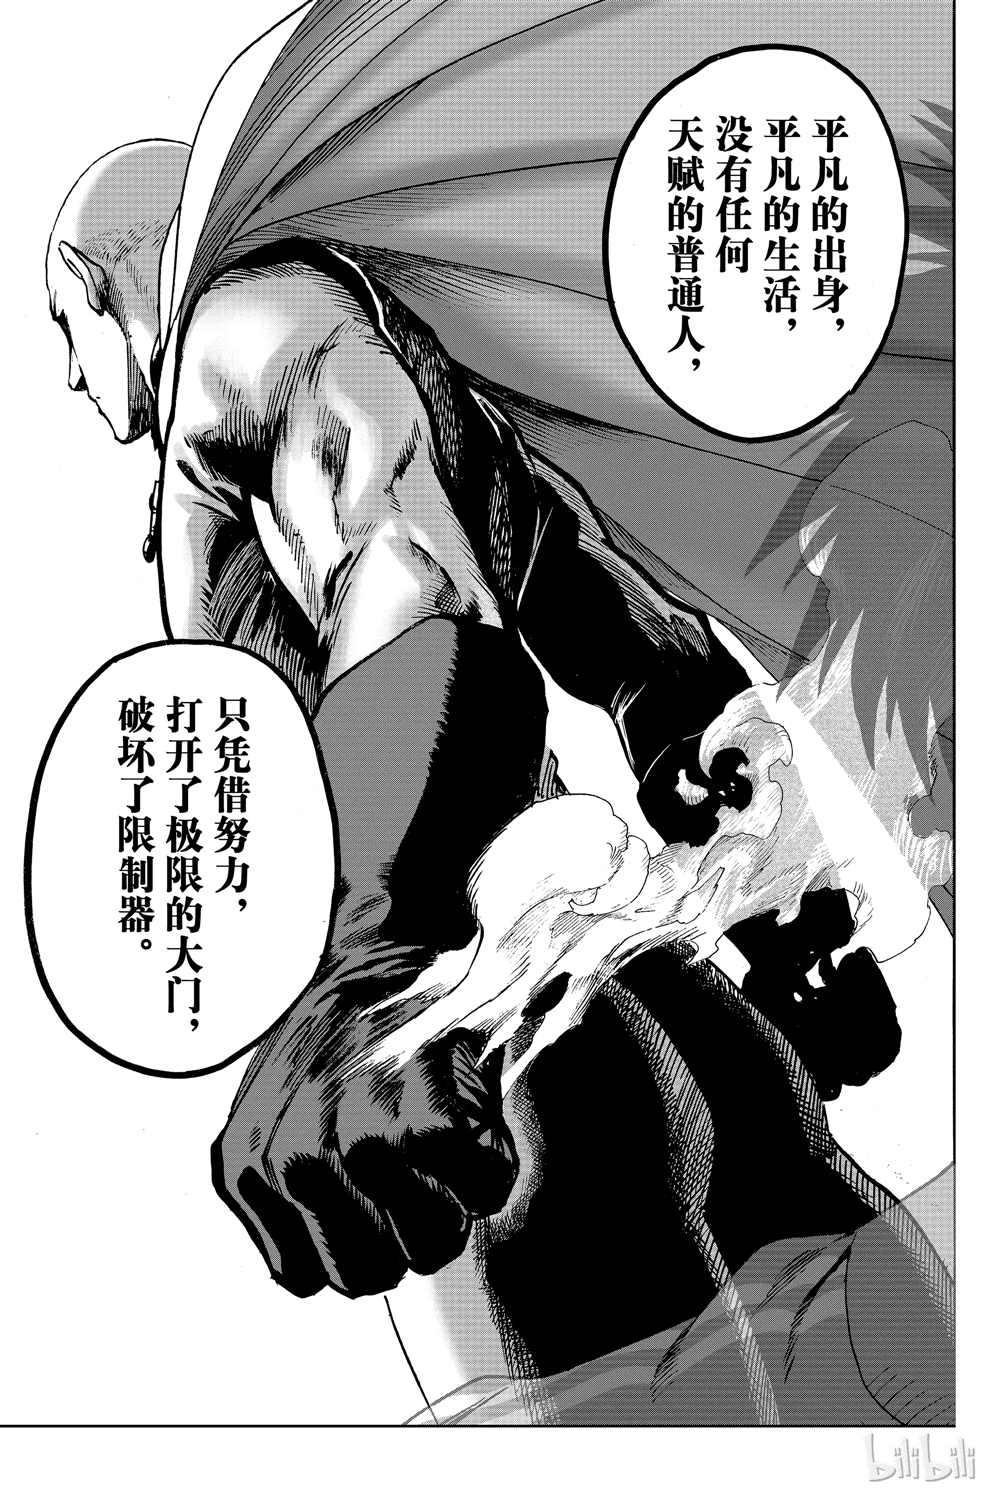 平凡的出身，
平凡的生活，
没有任何
天赋的普通人，
只凭借努力，
打开了极限的大门，
破坏了限制器。
bilibili